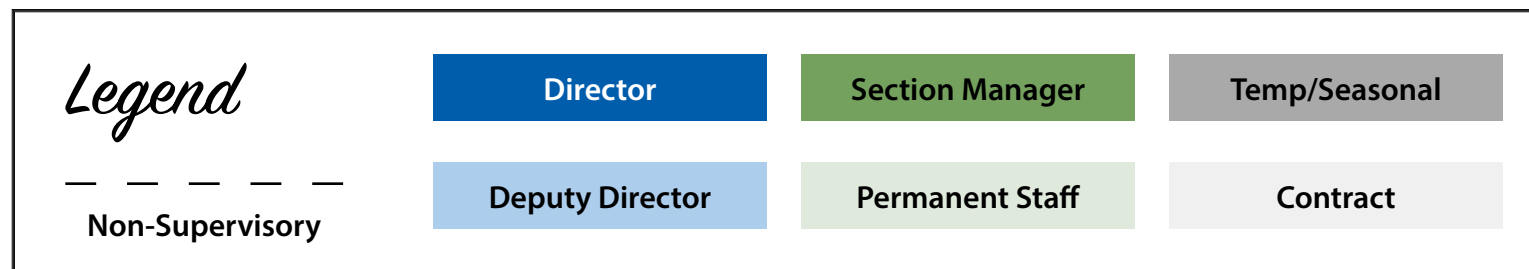 Legend
Director
Section Manager
Temp/Seasonal
Non-Supervisory
Deputy Director
Permanent Staff
Contract